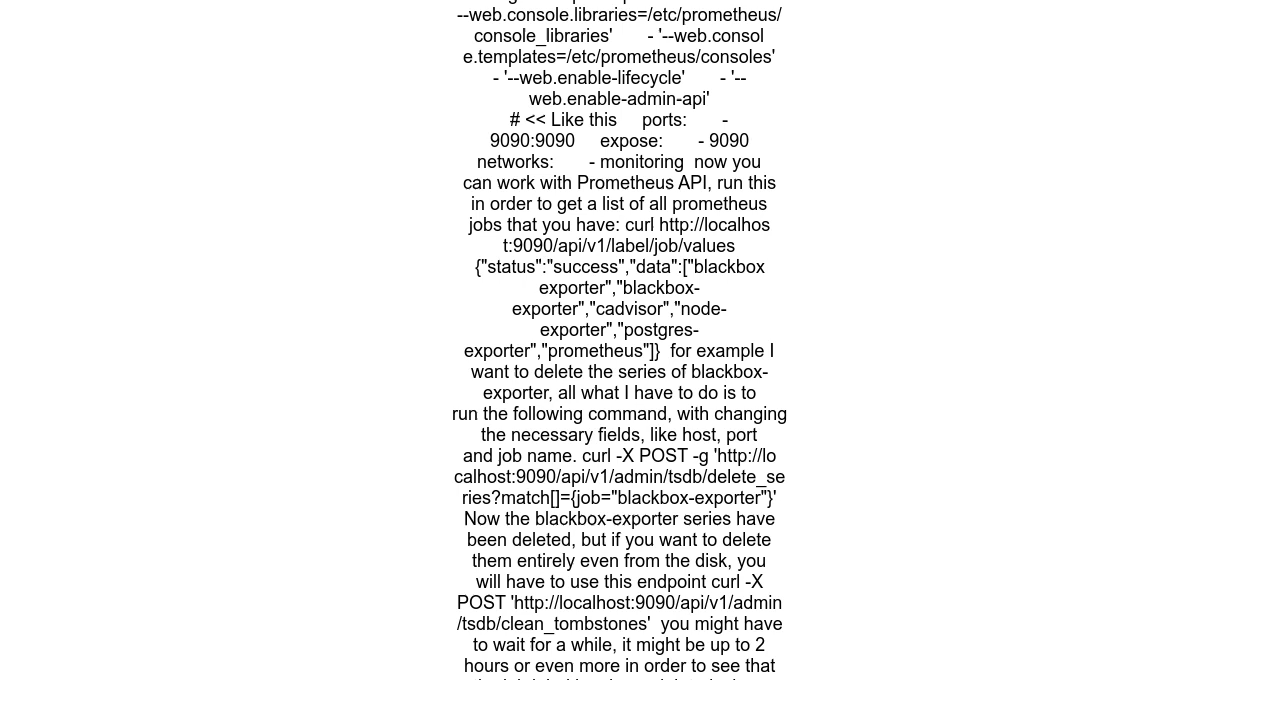 --web.console.libraries=/etc/prometheus/
console_libraries'       - '--web.consol
e.templates=/etc/prometheus/consoles'
- '--web.enable-lifecycle'       - '--
web.enable-admin-api'
# << Like this     ports:       -
9090:9090     expose:       - 9090
networks:       - monitoring  now you
can work with Prometheus API, run this
in order to get a list of all prometheus
jobs that you have: curl http://localhos
t:9090/api/v1/label/job/values
{"status":"success","data":["blackbox
exporter","blackbox-
exporter","cadvisor","node-
exporter","postgres-
exporter","prometheus"]}  for example I
want to delete the series of blackbox-
exporter, all what I have to do is to
run the following command, with changing
the necessary fields, like host, port
and job name. curl -X POST -g 'http://lo
calhost:9090/api/v1/admin/tsdb/delete_se
ries?match[]={job="blackbox-exporter"}'
Now the blackbox-exporter series have
been deleted, but if you want to delete
them entirely even from the disk, you
will have to use this endpoint curl -X
POST 'http://localhost:9090/api/v1/admin
/tsdb/clean_tombstones'  you might have
to wait for a while, it might be up to 2
hours or even more in order to see that